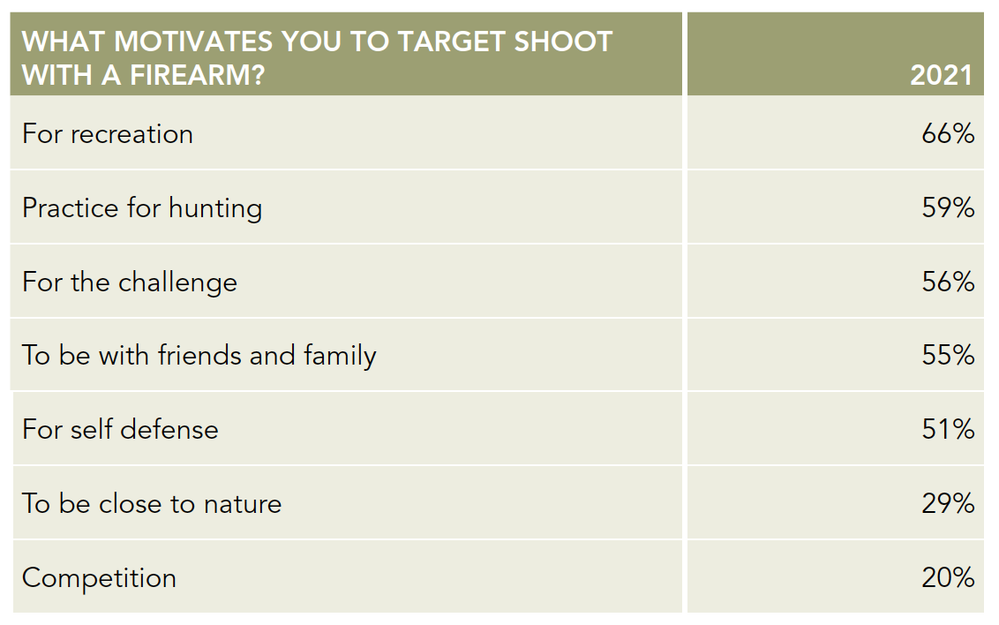 WHAT MOTIVATES YOU TO TARGET SHOOT
WITH A FIREARM? 2021
For recreation 66%
Practice for hunting 59%
For the challenge 56%
To be with friends and family 55%
For self defense 51%
To be close to nature 29%
Competition 20%